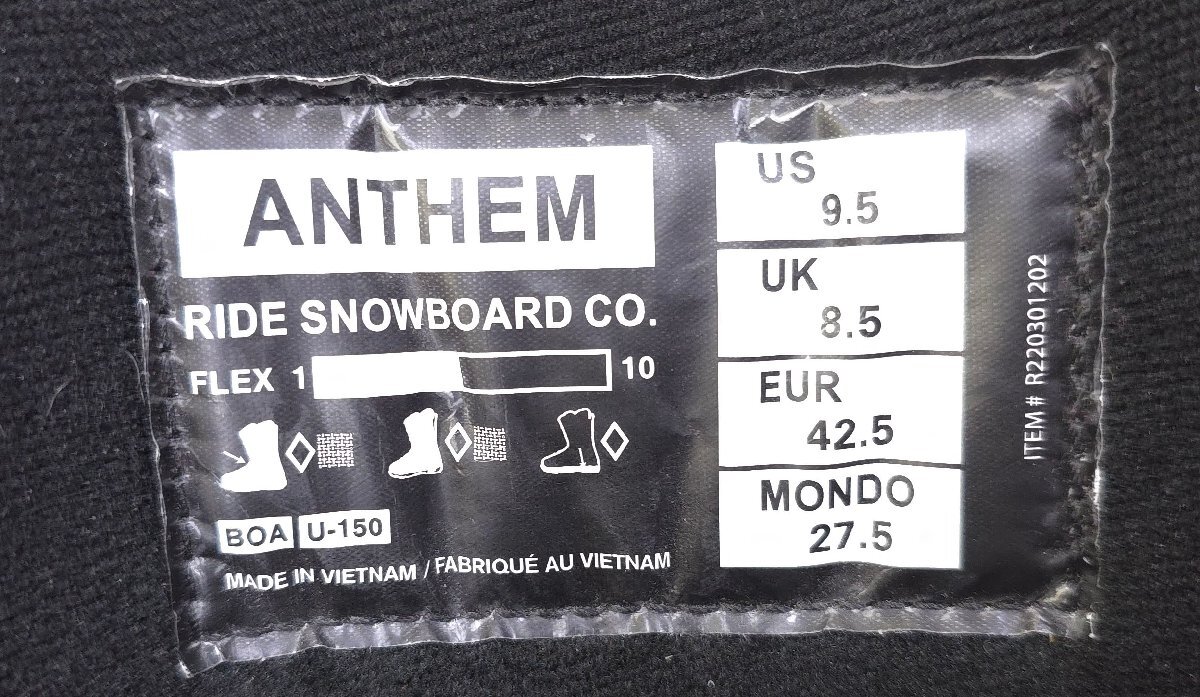 ANTHEM
RIDE SNOWBOARD CO.
FLEX 1 10
BOA U-150
MADE IN VIETNAM / FABRIQUÉ AU VIETNAM
US
9.5
UK
8.5
EUR
42.5
MONDO
27.5
ITEM# R220301202